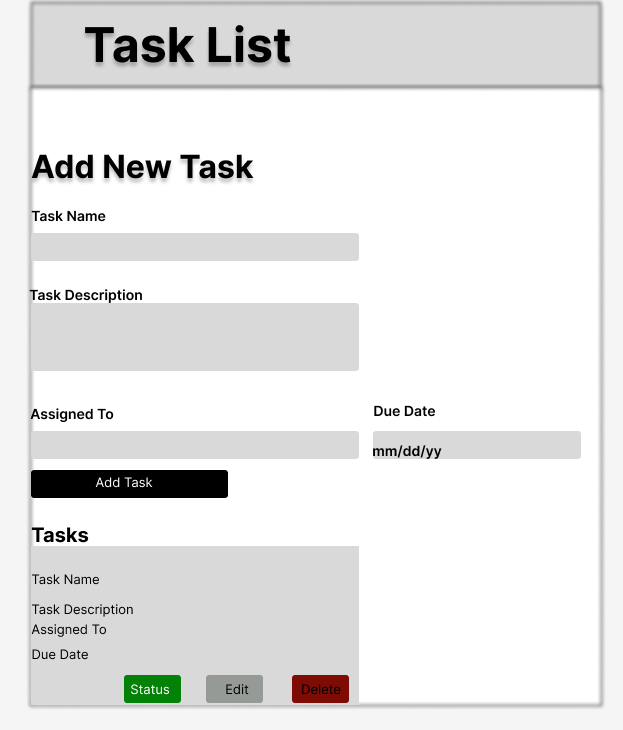 Task List
Add New Task
Task Name
Task Description
Assigned To
Due Date
mm/dd/yy
Add Task
Tasks
Task Name
Task Description
Assigned To
Due Date
Status Edit Delete